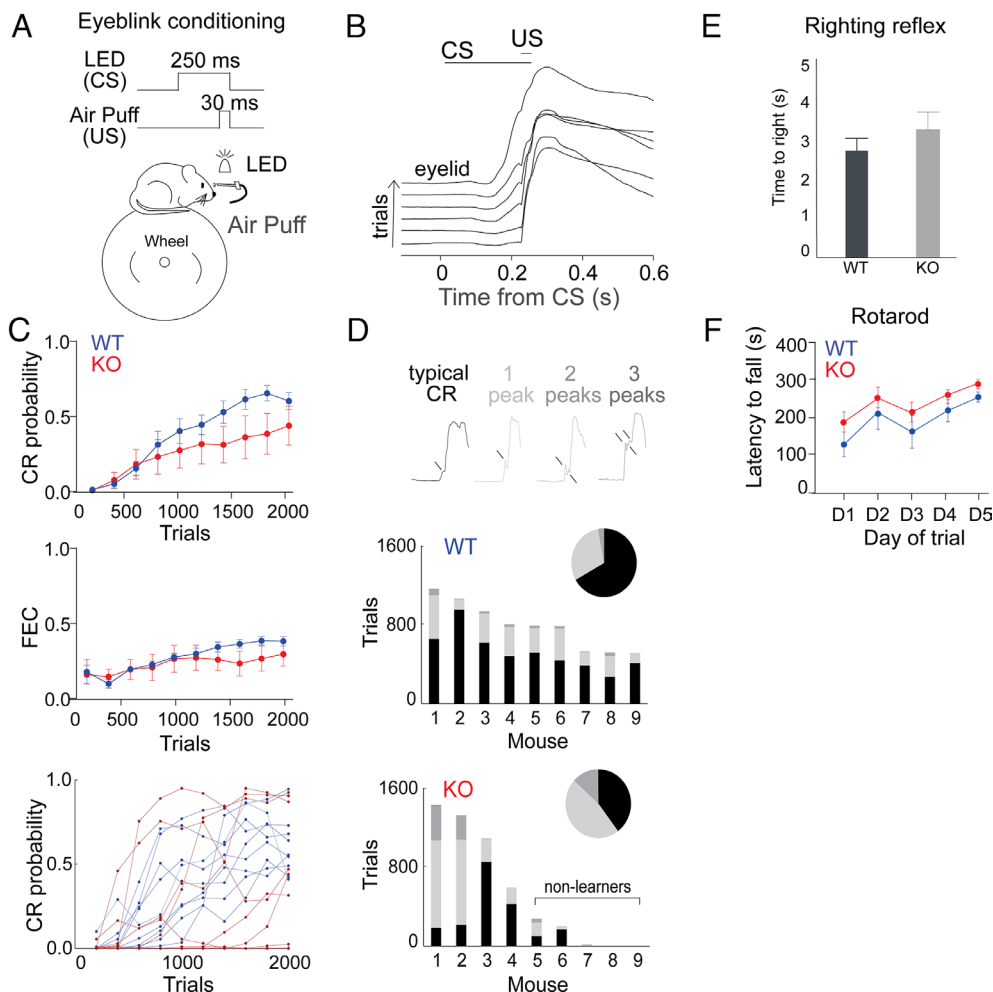 A
Eyeblink conditioning
LED
(CS)
250 ms
30 ms
Air Puff
(US)
LED
Air Puff
Wheel
B
US
CS
eyelid
trials
0 0.2 0.4 0.6
Time from CS (s)
E
Righting reflex
Time to right (s)
5
4
3
2
1
0
WT KO
C
WT
KO
CR probability
1.0
0.5
0.0
0 500 1000 1500 2000
Trials
FEC
1.0
0.0
0 500 1000 1500 2000
Trials
CR probability
1.0
0.5
0.0
0 1000 2000
Trials
D
typical
CR
1
peak
2
peaks
3
peaks
WT
Trials
1600
800
0
1 2 3 4 5 6 7 8 9
Mouse
KO
Trials
1600
800
0
non-learners
1 2 3 4 5 6 7 8 9
Mouse
F
Rotarod
WT
KO
Latency to fall (s)
400
300
200
100
0
D1 D2 D3 D4 D5
Day of trial